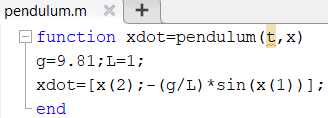 pendulum.m × +
function xdot=pendulum(t,x)
g=9.81;L=1;
xdot=[x(2);-(g/L)*sin(x(1))];
end